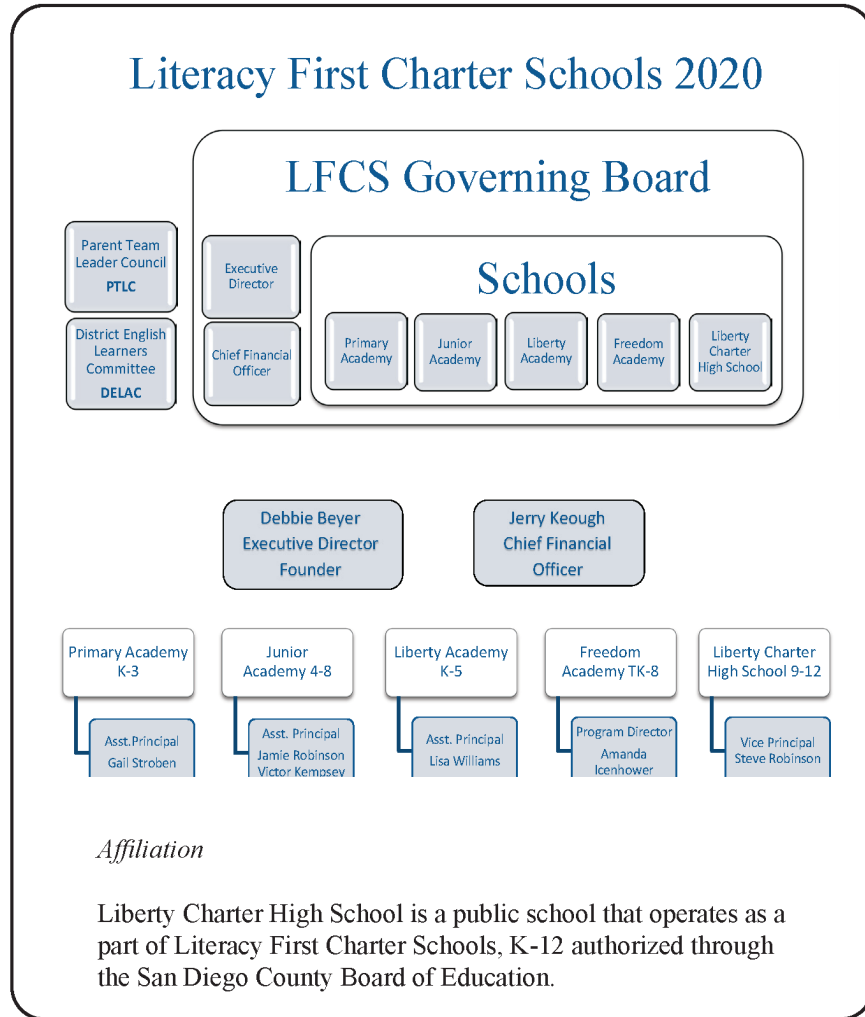 Literacy First Charter Schools 2020
LFCS Governing Board
Parent Team
Leader Council
PTLC
District English
Learners
Committee
DELAC
Executive
Director
Chief Financial
Officer
Schools
Primary
Academy
Junior
Academy
Liberty
Academy
Freedom
Academy
Liberty
Charter
High School
Debbie Beyer
Executive Director
Founder
Jerry Keough
Chief Financial
Officer
Primary Academy
K-3
Asst.Principal
Gail Stroben
Junior
Academy 4-8
Asst. Principal
Jamie Robinson
Victor Kempsey
Liberty Academy
K-5
Asst. Principal
Lisa Williams
Freedom
Academy TK-8
Program Director
Amanda
Icenhower
Liberty Charter
High School 9-12
Vice Principal
Steve Robinson
Affiliation
Liberty Charter High School is a public school that operates as a
part of Literacy First Charter Schools, K-12 authorized through
the San Diego County Board of Education.